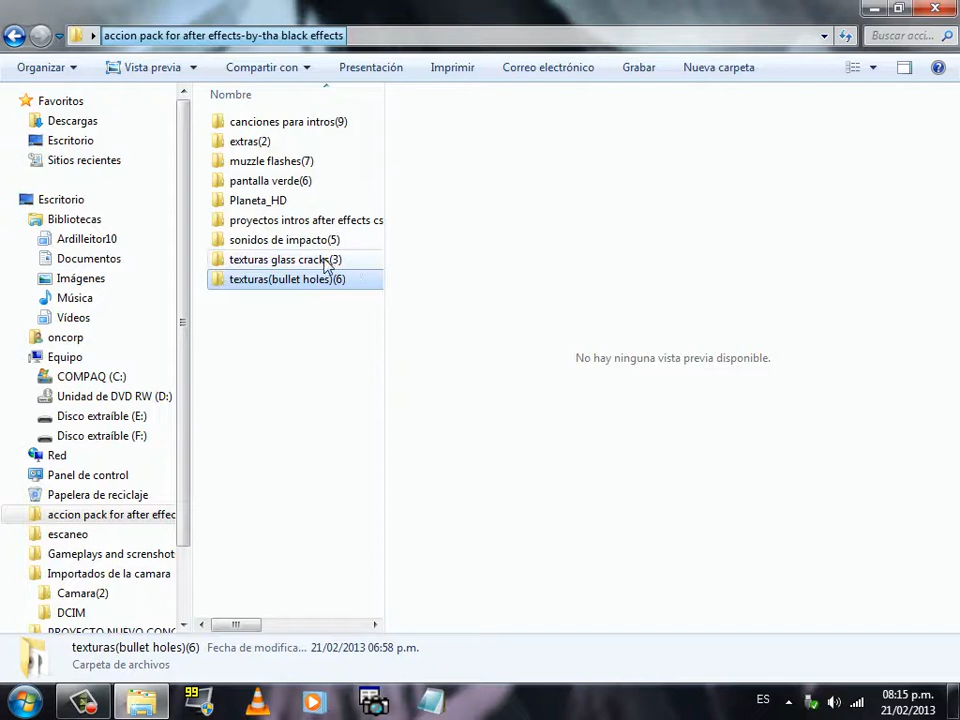 accion pack for after effects-by-tha black effects
Buscar acci...
Organizar
Vista previa
Compartir con
Presentación
Imprimir
Correo electrónico
Grabar
Nueva carpeta
Favoritos
Descargas
Escritorio
Sitios recientes
Escritorio
Bibliotecas
Ardilleitor10
Documentos
Imágenes
Música
Vídeos
oncorp
Equipo
COMPAQ (C:)
Unidad de DVD RW (D:)
Disco extraíble (E:)
Disco extraíble (F:)
Red
Panel de control
Papelera de reciclaje
accion pack for after effec
escaneo
Gameplays and screnshot
Importados de la camara
Camara(2)
DCIM
PROYECTO NUEVO CON
Nombre
canciones para intros(9)
extras(2)
muzzle flashes(7)
pantalla verde(6)
Planeta_HD
proyectos intros after effects cs
sonidos de impacto(5)
texturas glass cracks(3)
texturas(bullet holes)(6)
No hay ninguna vista previa disponible.
texturas(bullet holes)(6) Fecha de modifica... 21/02/2013 06:58 p.m.
Carpeta de archivos
99
ES
08:15 p.m.
21/02/2013